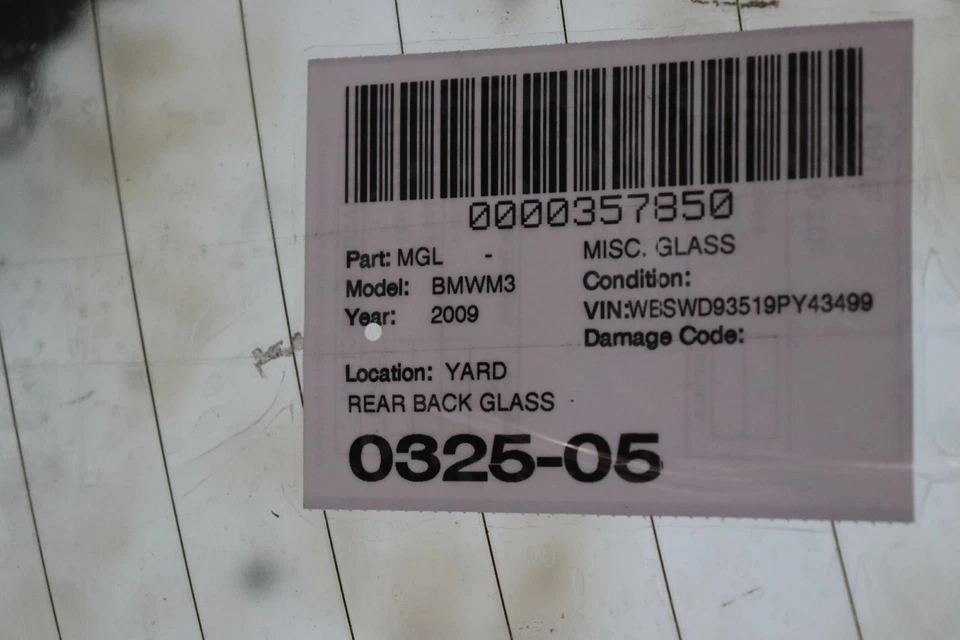 0000357850
Part: MGL - MISC. GLASS
Model: BMWM3 Condition:
Year: 2009 VIN:WBSWD93519PY43499
Damage Code:
Location: YARD
REAR BACK GLASS
0325-05